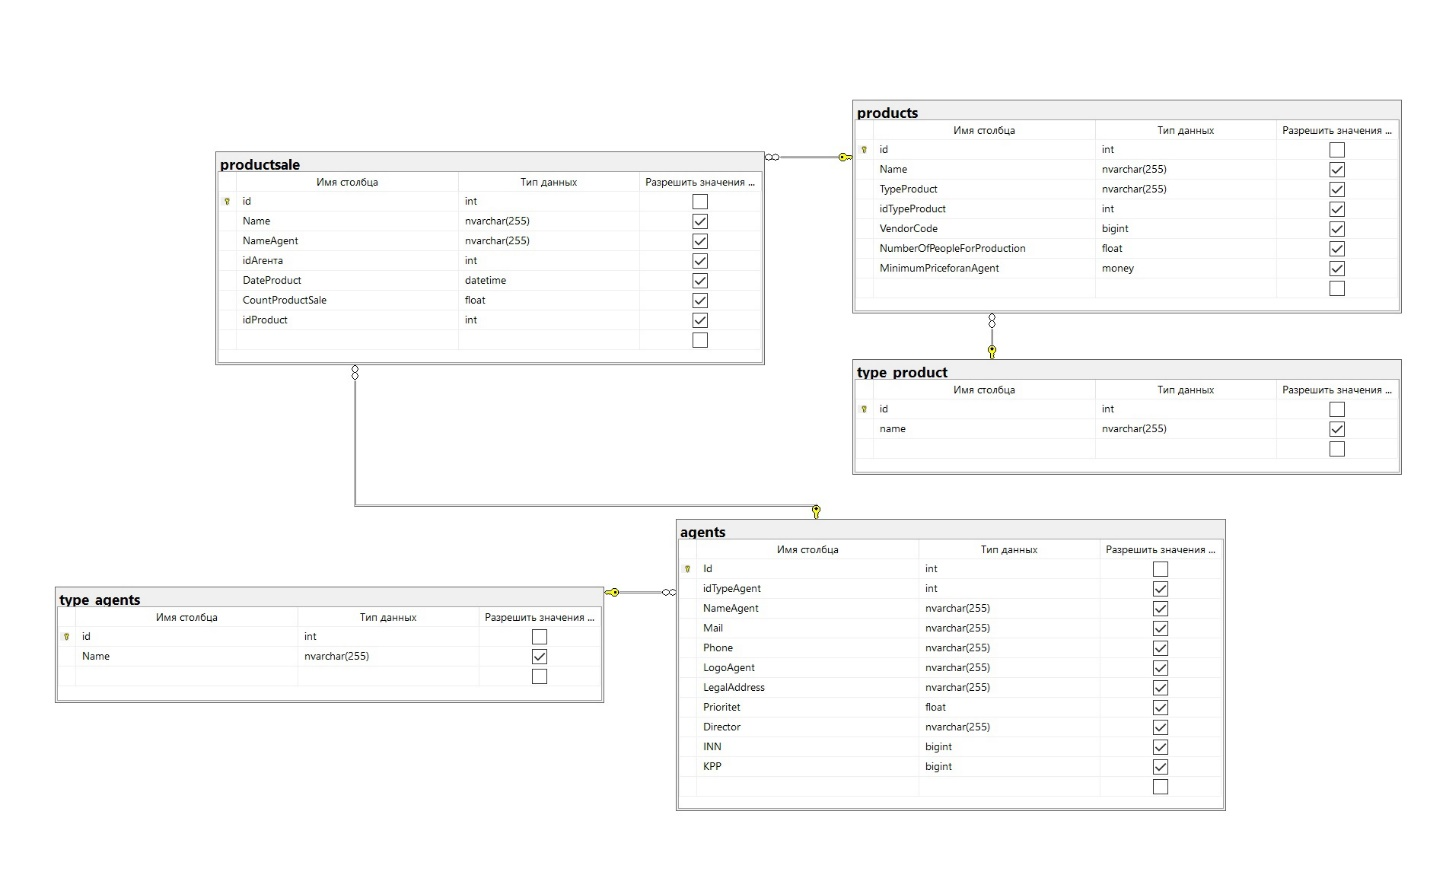 products
Имя столбца Тип данных Разрешить значения ...
id int
Name nvarchar(255)
TypeProduct nvarchar(255)
idTypeProduct int
VendorCode bigint
NumberOfPeopleForProduction float
MinimumPriceforanAgent money
productsale
Имя столбца Тип данных Разрешить значения ...
id int
Name nvarchar(255)
NameAgent nvarchar(255)
idАгента int
DateProduct datetime
CountProductSale float
idProduct int
type_product
Имя столбца Тип данных Разрешить значения ...
id int
name nvarchar(255)
agents
Имя столбца Тип данных Разрешить значения ...
Id int
idTypeAgent int
NameAgent nvarchar(255)
Mail nvarchar(255)
Phone nvarchar(255)
LogoAgent nvarchar(255)
LegalAddress nvarchar(255)
Prioritet float
Director nvarchar(255)
INN bigint
KPP bigint
type_agents
Имя столбца Тип данных Разрешить значения ...
id int
Name nvarchar(255)